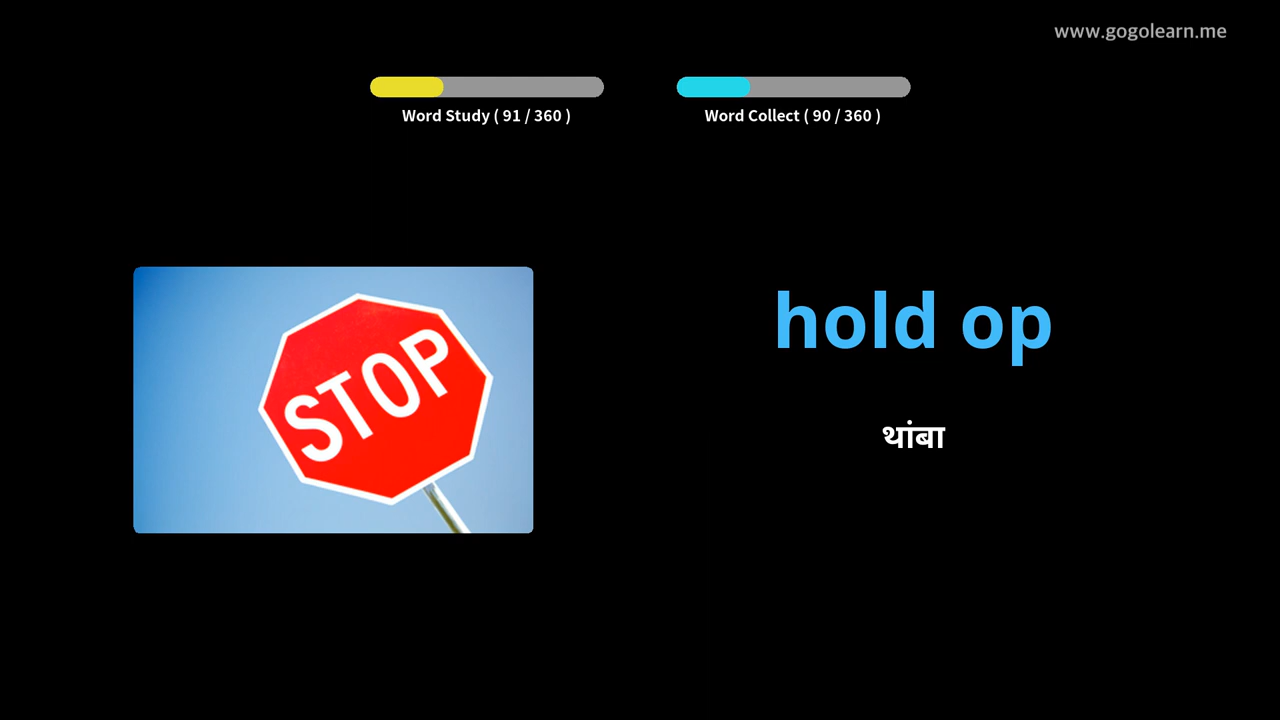 www.gogolearn.me
Word Study ( 91 / 360 )
Word Collect ( 90 / 360 )
STOP
hold op
थांबा